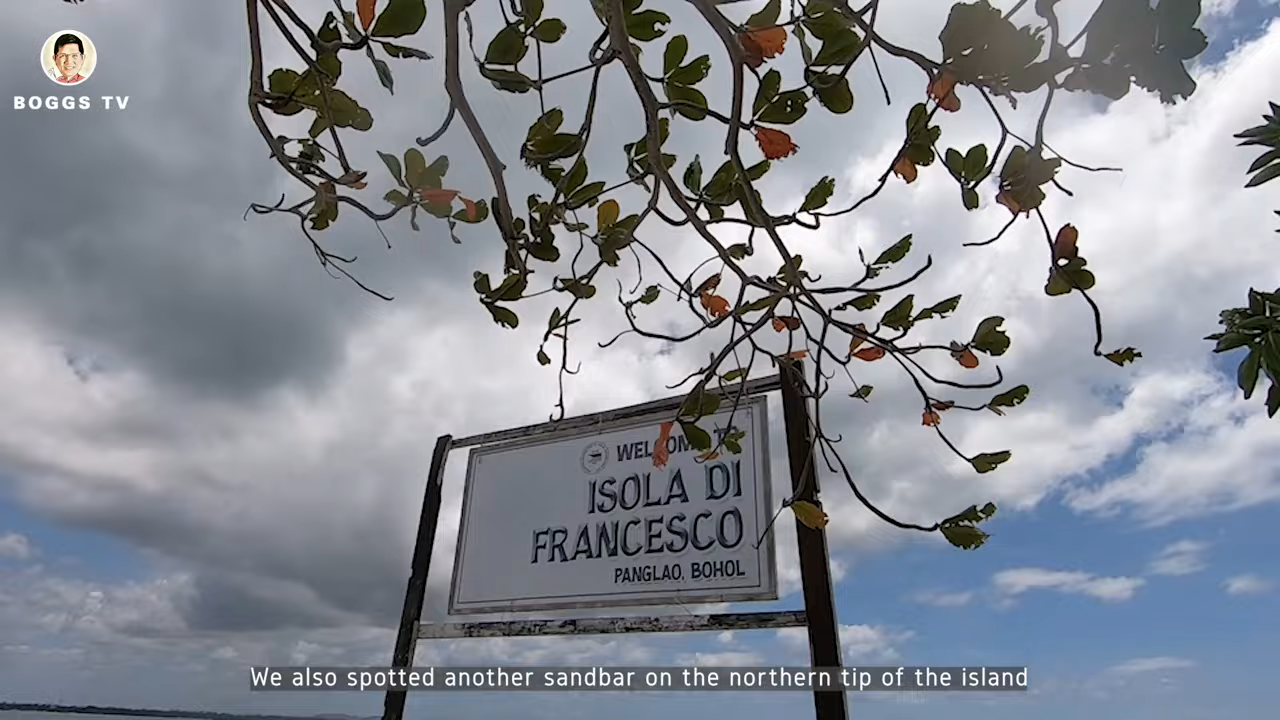 BOGGS TV
WELCOME TO
ISOLA DI
FRANCESCO
PANGLAO, BOHOL
We also spotted another sandbar on the northern tip of the island